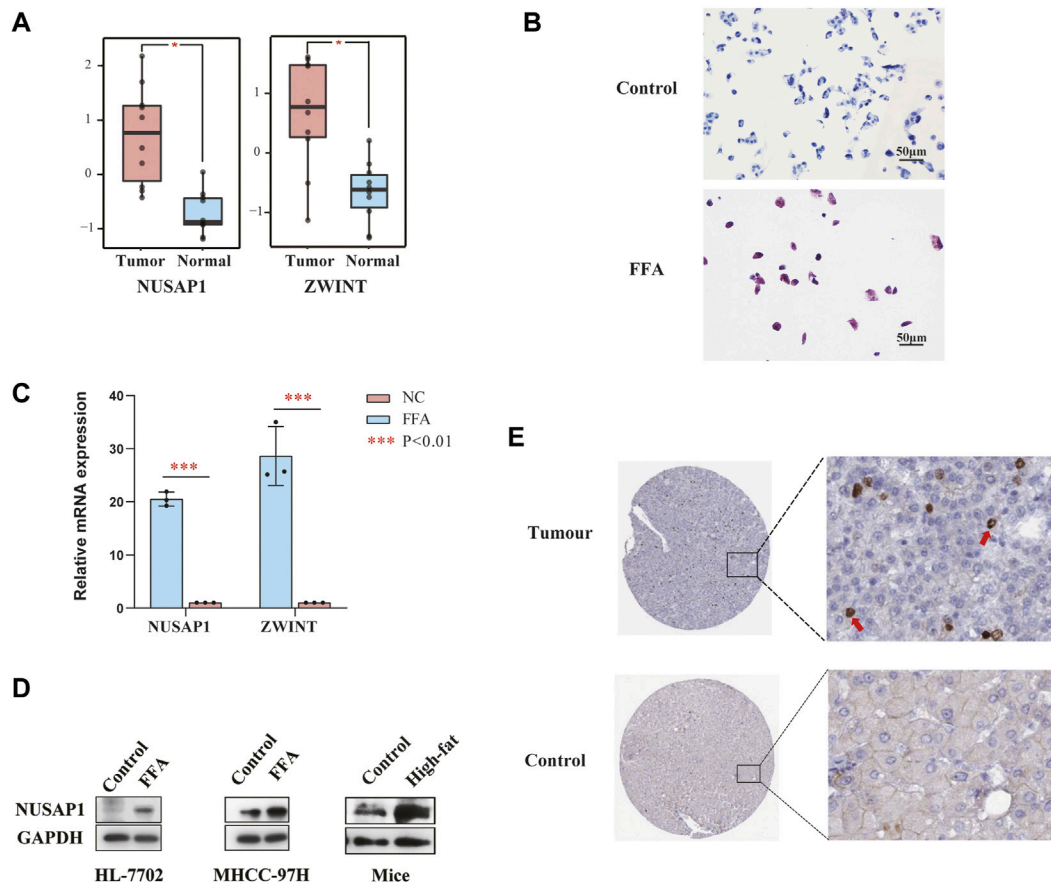 A
*
*
2
1
0
−1
1
0
−1
Tumor Normal
NUSAP1
Tumor Normal
ZWINT
B
Control
50μm
FFA
50μm
C
Relative mRNA expression
40
30
20
10
0
***
***
NUSAP1
ZWINT
NC
FFA
*** P<0.01
D
Control
FFA
Control
FFA
Control
High-fat
NUSAP1
GAPDH
HL-7702
MHCC-97H
Mice
E
Tumour
Control